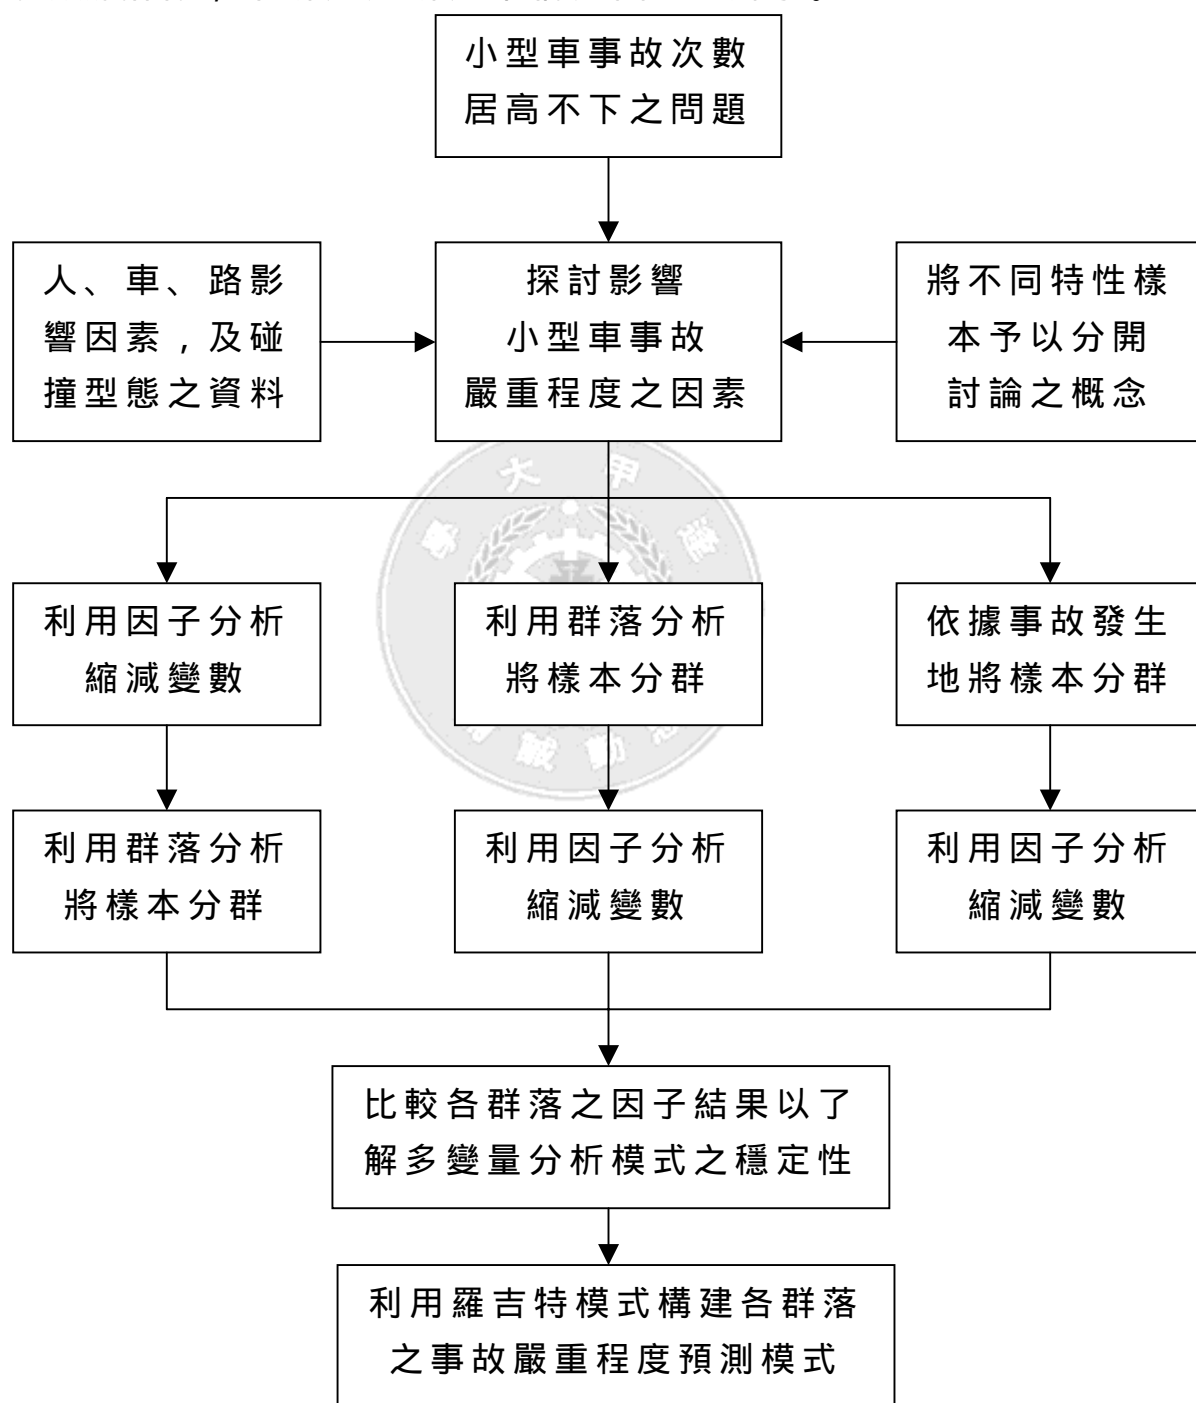 小型車事故次數
居高不下之問題
人、車、路影
響因素，及碰
撞型態之資料
探討影響
小型車事故
嚴重程度之因素
將不同特性樣
本予以分開
討論之概念
利用因子分析
縮減變數
利用群落分析
將樣本分群
依據事故發生
地將樣本分群
利用群落分析
將樣本分群
利用因子分析
縮減變數
利用因子分析
縮減變數
比較各群落之因子結果以了
解多變量分析模式之穩定性
利用羅吉特模式構建各群落
之事故嚴重程度預測模式